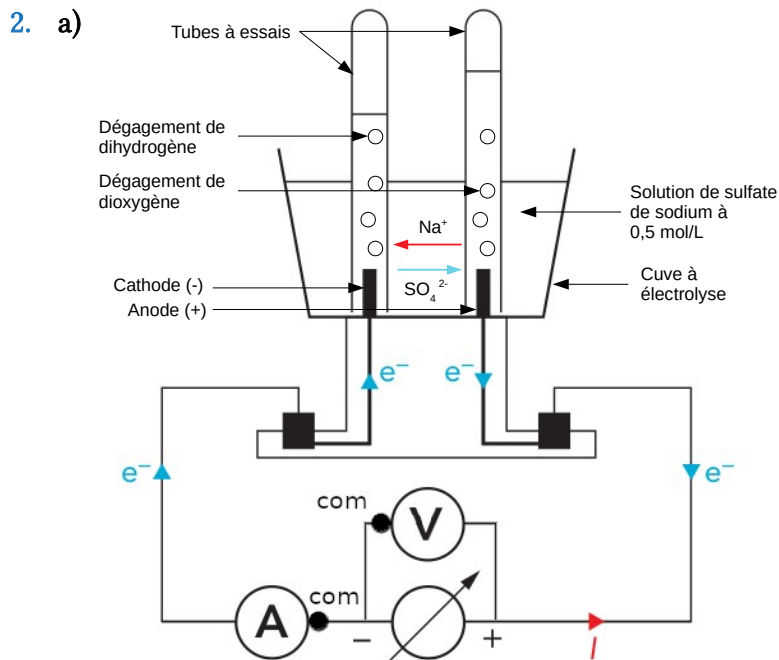 2. a)
Tubes à essais
Dégagement de
dihydrogène
Dégagement de
dioxygène
Solution de sulfate
de sodium à
0,5 mol/L
Na⁺
SO₄²⁻
Cathode (-)
Anode (+)
Cuve à
électrolyse
e⁻
e⁻
e⁻
e⁻
com
V
com
A
−
+
I